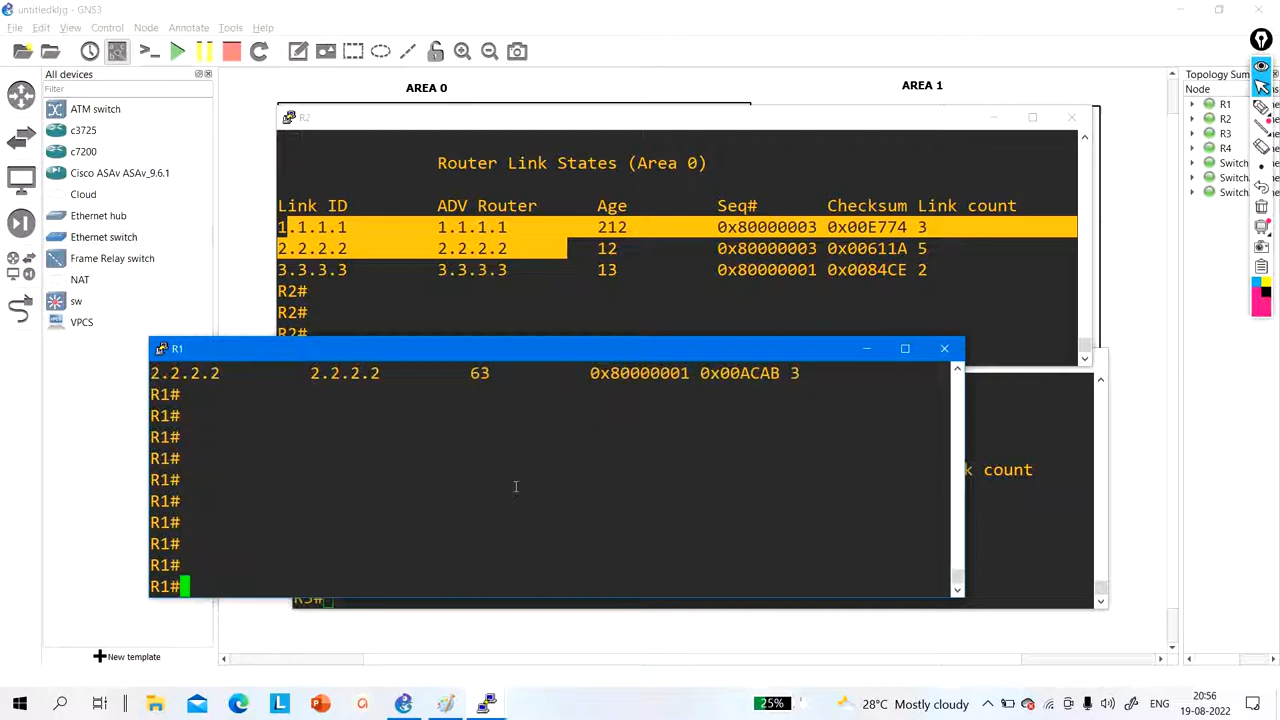 untitledkljg - GNS3
File Edit View Control Node Annotate Tools Help
All devices
Filter
ATM switch
c3725
c7200
Cisco ASAv ASAv_9.6.1
Cloud
Ethernet hub
Ethernet switch
Frame Relay switch
NAT
sw
VPCS
New template
AREA 0
AREA 1
R2
Router Link States (Area 0)
Link ID ADV Router Age Seq# Checksum Link count
1.1.1.1 1.1.1.1 212 0x80000003 0x00E774 3
2.2.2.2 2.2.2.2 12 0x80000003 0x00611A 5
3.3.3.3 3.3.3.3 13 0x80000001 0x0084CE 2
R2#
R2#
R2#
R1
2.2.2.2 2.2.2.2 63 0x80000001 0x00ACAB 3
R1#
R1#
R1#
R1#
R1#
R1#
R1#
R1#
R1#
R1#
k count
R3#
Topology Sum
Node
R1
R2
R3
R4
Switch
Switch
Switch
25%
28°C Mostly cloudy
ENG
20:56
19-08-2022